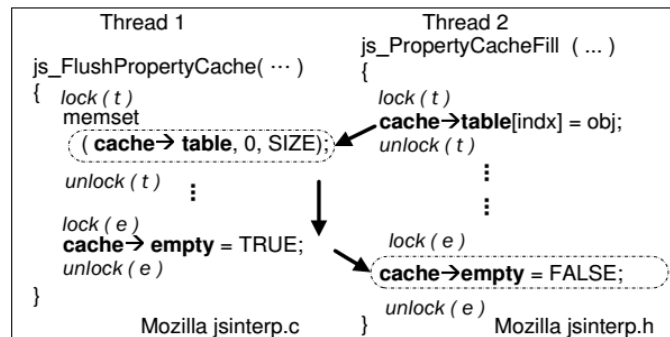 Thread 1
js_FlushPropertyCache( ⋯ )
{
lock ( t )
memset
( cache→ table, 0, SIZE);
unlock ( t )
⋮
lock ( e )
cache→ empty = TRUE;
unlock ( e )
}
Mozilla jsinterp.c
Thread 2
js_PropertyCacheFill ( ... )
{
lock ( t )
cache→table[indx] = obj;
unlock ( t )
⋮
⋮
lock ( e )
cache→empty = FALSE;
unlock ( e )
}
Mozilla jsinterp.h